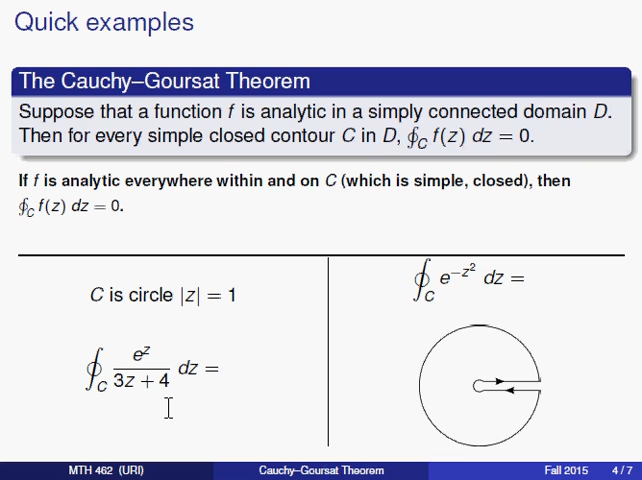 Quick examples
The Cauchy–Goursat Theorem
Suppose that a function f is analytic in a simply connected domain D.
Then for every simple closed contour C in D, ∮_C f(z) dz = 0.
If f is analytic everywhere within and on C (which is simple, closed), then
∮_C f(z) dz = 0.
C is circle |z| = 1
∮_C e^z / (3z + 4) dz =
∮_C e^{-z^2} dz =
MTH 462 (URI) Cauchy–Goursat Theorem Fall 2015 4 / 7